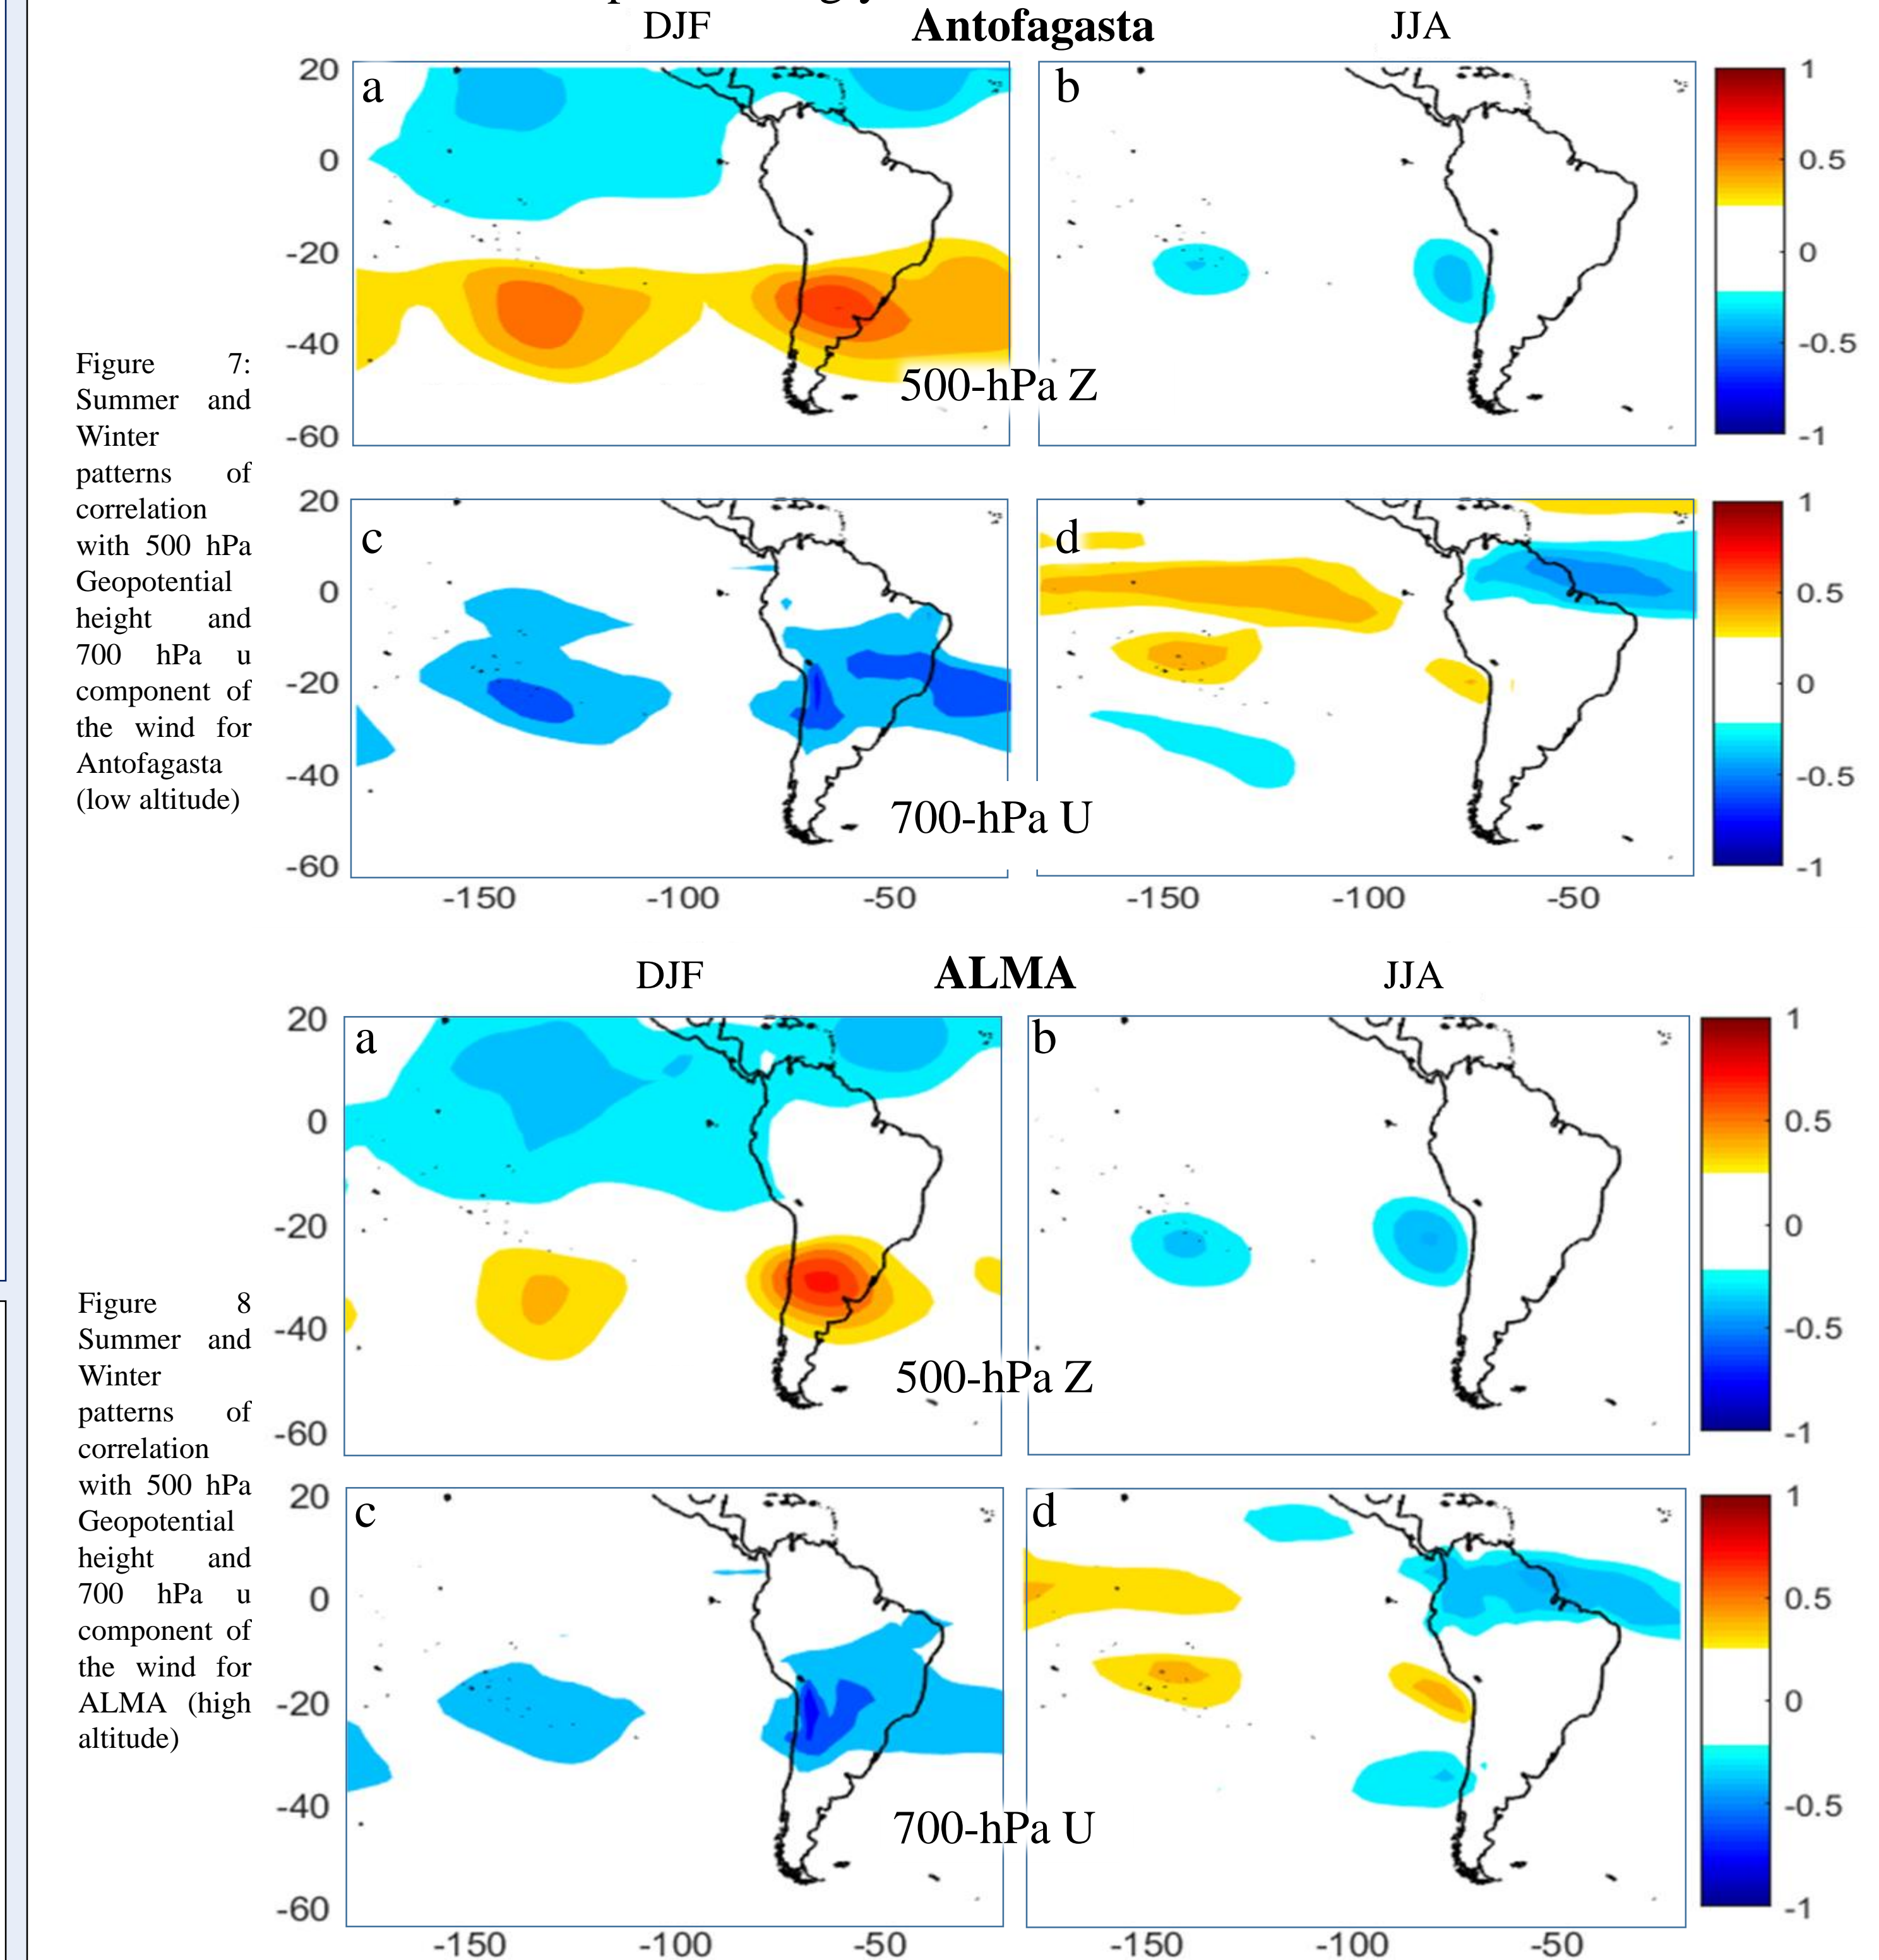 DJF Antofagasta JJA
a
b
20
0
-20
-40
-60
1
0.5
0
-0.5
-1
500-hPa Z
Figure 7:
Summer and
Winter
patterns of
correlation
with 500 hPa
Geopotential
height and
700 hPa u
component of
the wind for
Antofagasta
(low altitude)
c
d
20
0
-20
-40
-60
1
0.5
0
-0.5
-1
700-hPa U
-150 -100 -50 -150 -100 -50
DJF ALMA JJA
a
b
20
0
-20
-40
-60
1
0.5
0
-0.5
-1
500-hPa Z
Figure 8
Summer and
Winter
patterns of
correlation
with 500 hPa
Geopotential
height and
700 hPa u
component of
the wind for
ALMA (high
altitude)
c
d
20
0
-20
-40
-60
1
0.5
0
-0.5
-1
700-hPa U
-150 -100 -50 -150 -100 -50